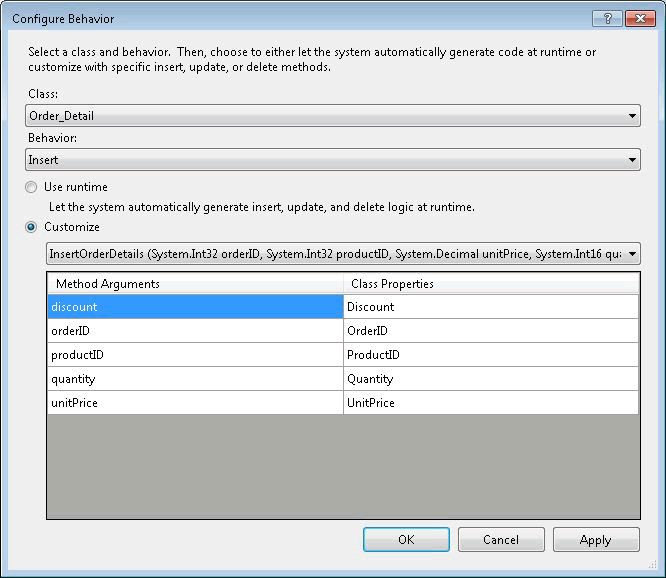 Configure Behavior
?
Select a class and behavior. Then, choose to either let the system automatically generate code at runtime or
customize with specific insert, update, or delete methods.
Class:
Order_Detail
Behavior:
Insert
Use runtime
Let the system automatically generate insert, update, and delete logic at runtime.
Customize
InsertOrderDetails (System.Int32 orderID, System.Int32 productID, System.Decimal unitPrice, System.Int16 qua
Method Arguments Class Properties
discount Discount
orderID OrderID
productID ProductID
quantity Quantity
unitPrice UnitPrice
OK Cancel Apply